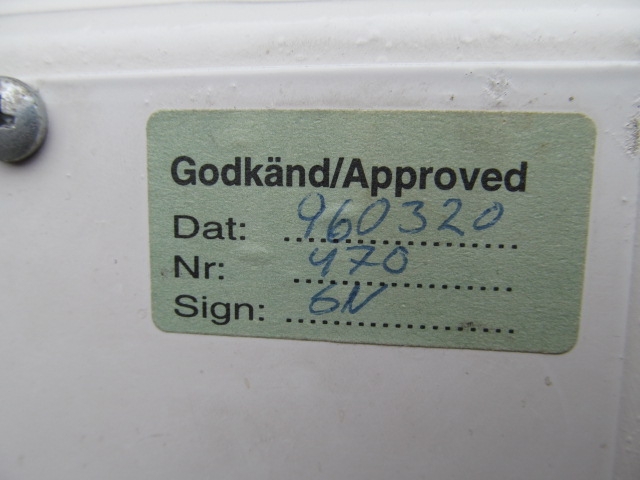 Godkänd/Approved
Dat: 960320
Nr: 470
Sign: GN